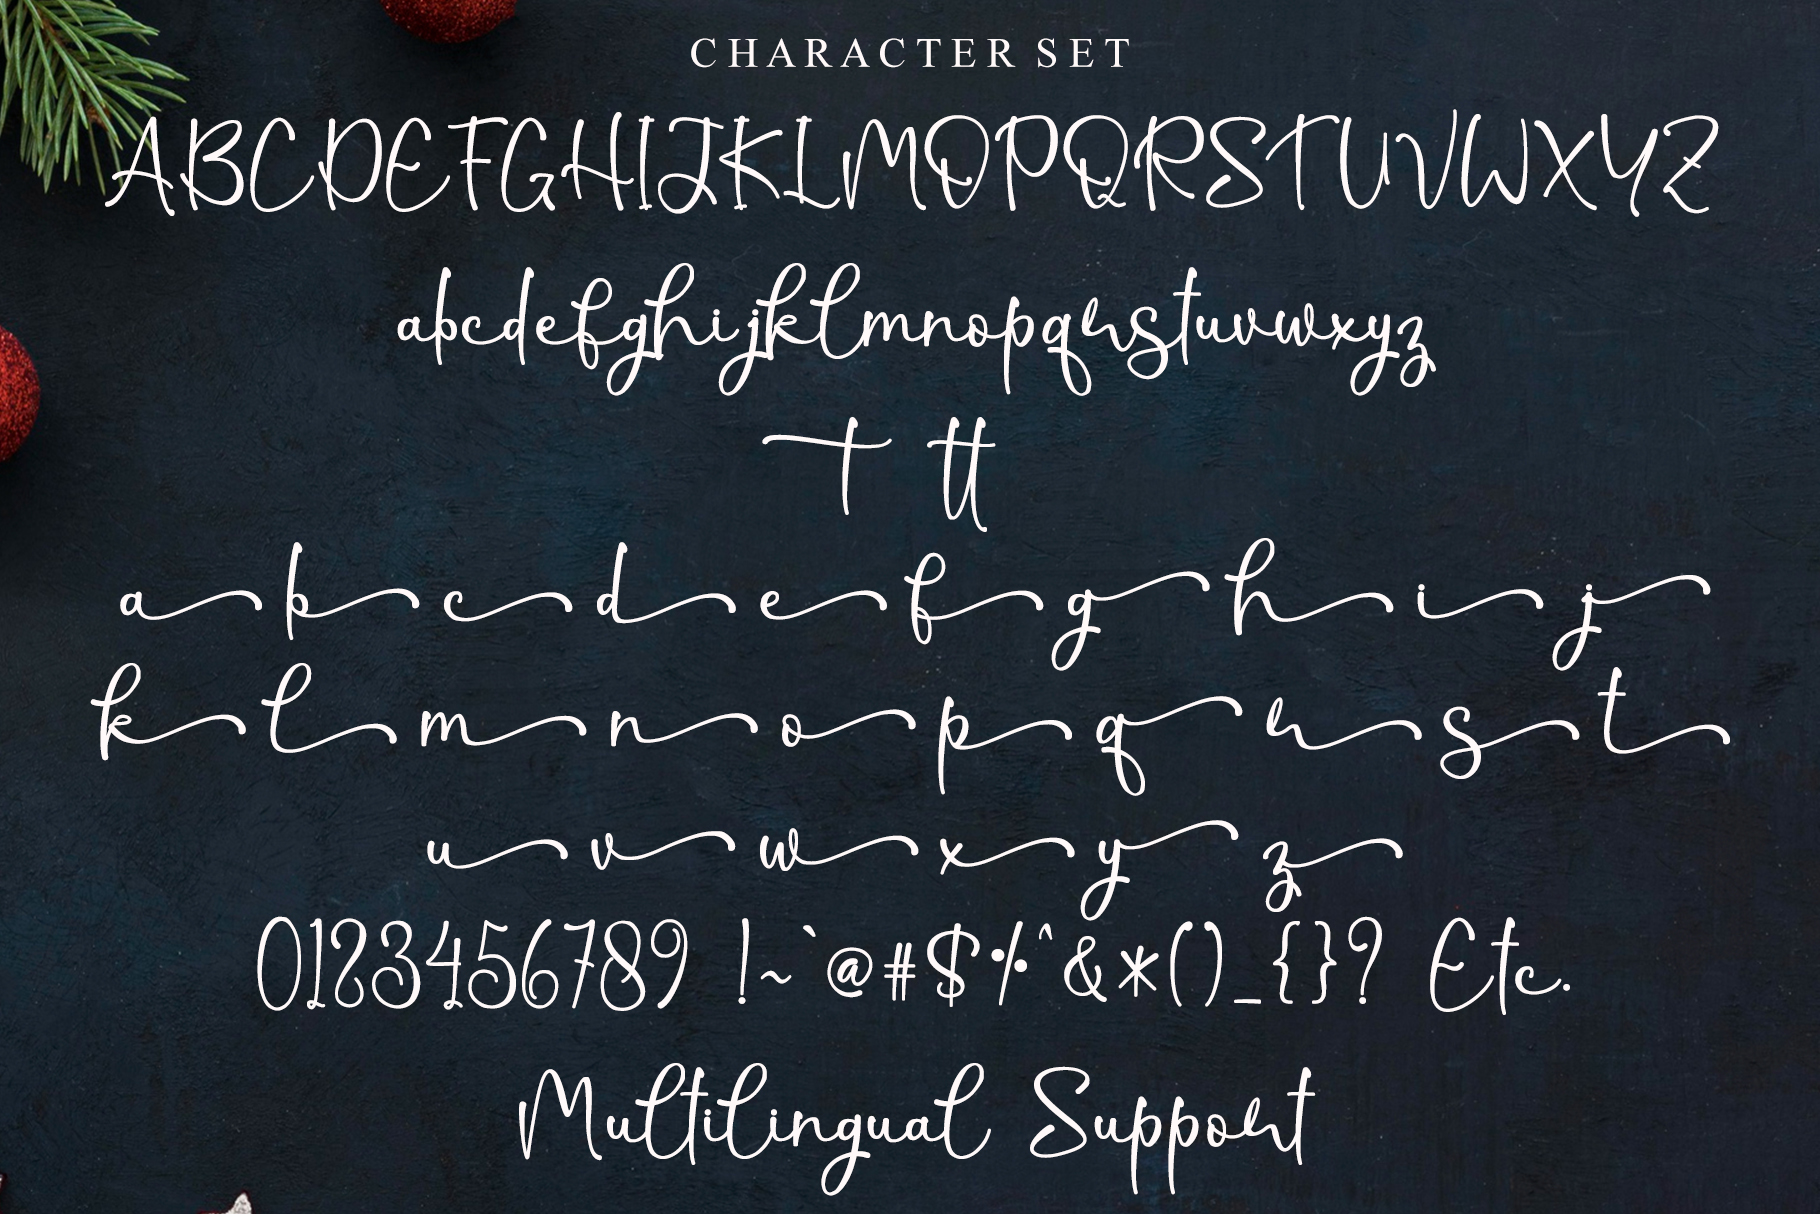 CHARACTER SET
ABCDEFGHIJKLMOPQRSTUVWXYZ
abcdefghijklmnopqrstuvwxyz
t tt
a b c d e f g h i j
k l m n o p q r s t
u v w x y z
0123456789 !~`@#$%^&*()_{}? Etc.
Multilingual Support